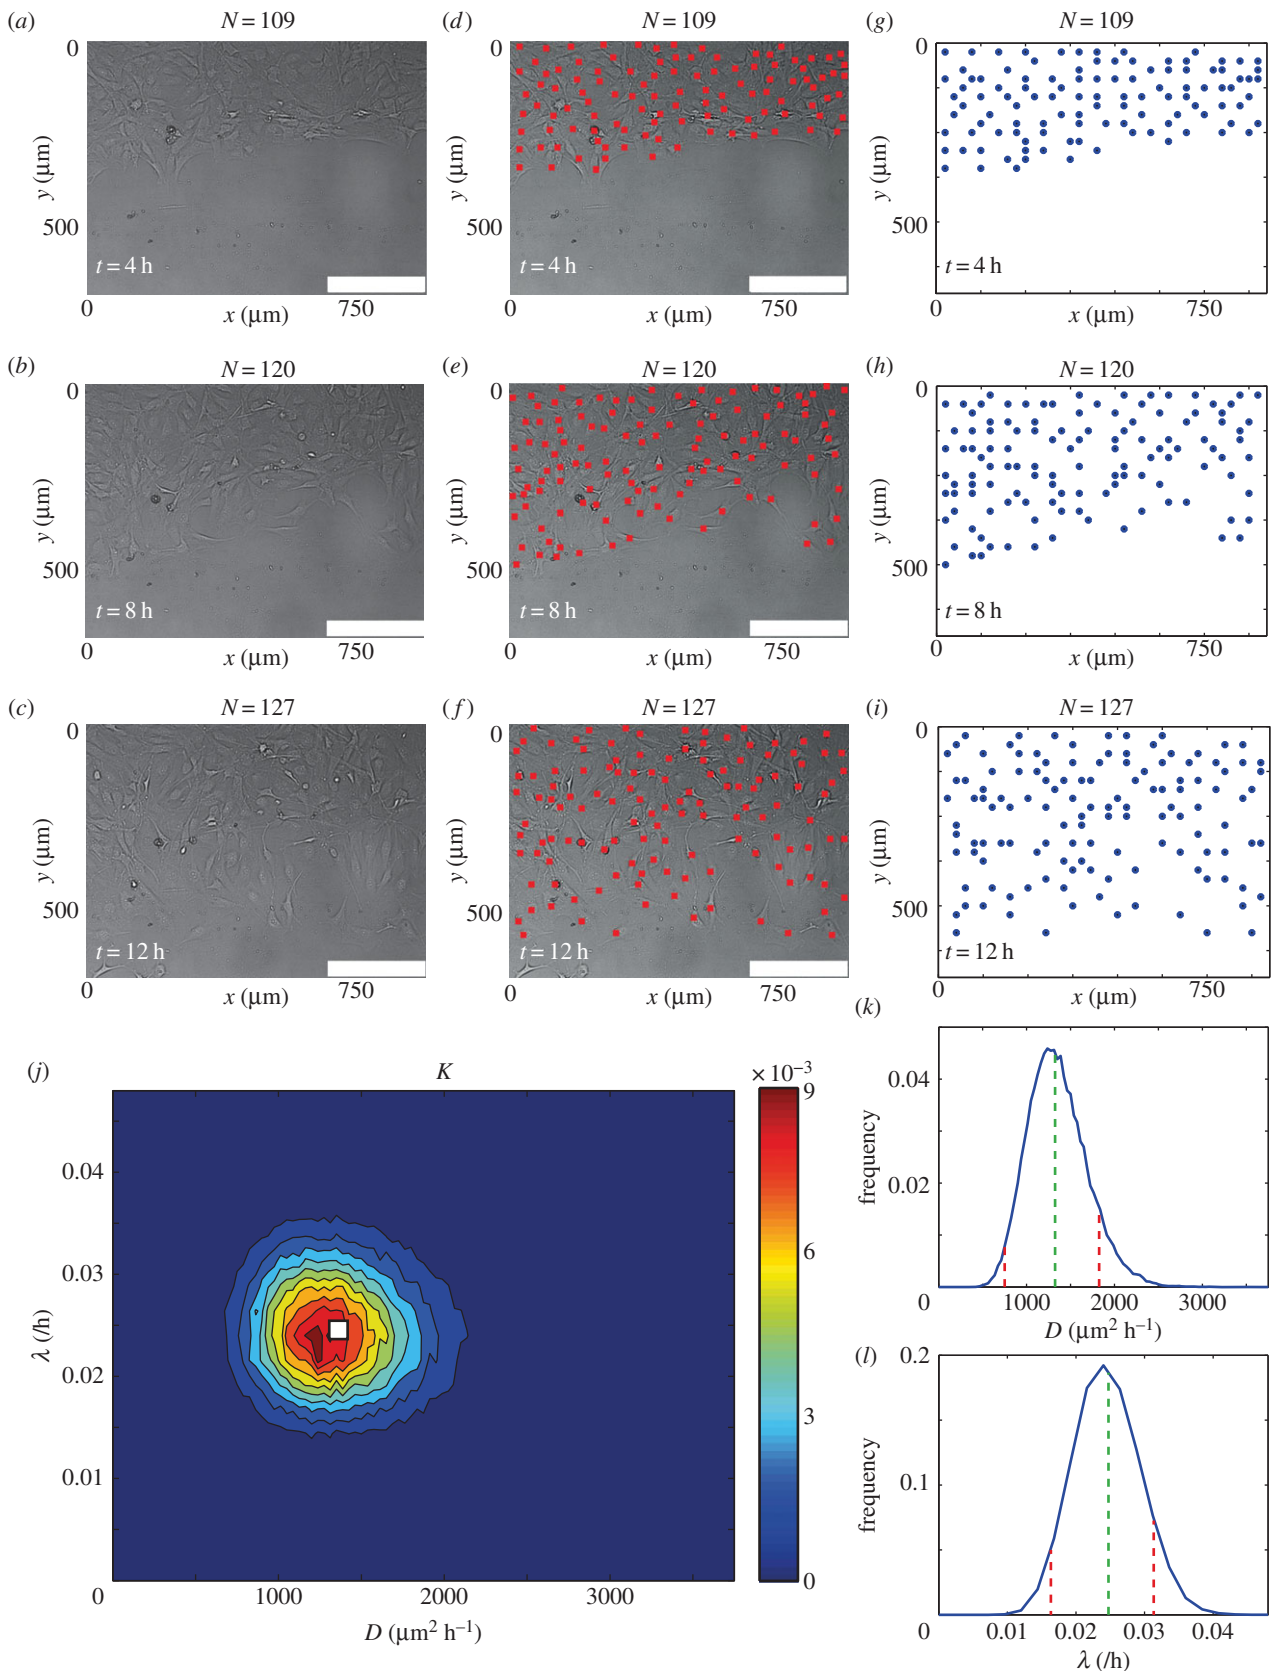 (a) N = 109
0
y (μm)
500
t = 4 h
0 750
x (μm)
(d) N = 109
0
y (μm)
500
t = 4 h
0 750
x (μm)
(g) N = 109
0
y (μm)
500
t = 4 h
0 750
x (μm)
(b) N = 120
0
y (μm)
500
t = 8 h
0 750
x (μm)
(e) N = 120
0
y (μm)
500
t = 8 h
0 750
x (μm)
(h) N = 120
0
y (μm)
500
t = 8 h
0 750
x (μm)
(c) N = 127
0
y (μm)
500
t = 12 h
0 750
x (μm)
(f) N = 127
0
y (μm)
500
t = 12 h
0 750
x (μm)
(i) N = 127
0
y (μm)
500
t = 12 h
0 750
x (μm)
(j) K
× 10⁻³
9
6
3
0
0.04
0.03
0.02
0.01
λ (/h)
0 1000 2000 3000
D (μm² h⁻¹)
(k)
0.04
0.02
0
frequency
1000 2000 3000
D (μm² h⁻¹)
(l)
0.2
0.1
0
frequency
0.01 0.02 0.03 0.04
λ (/h)